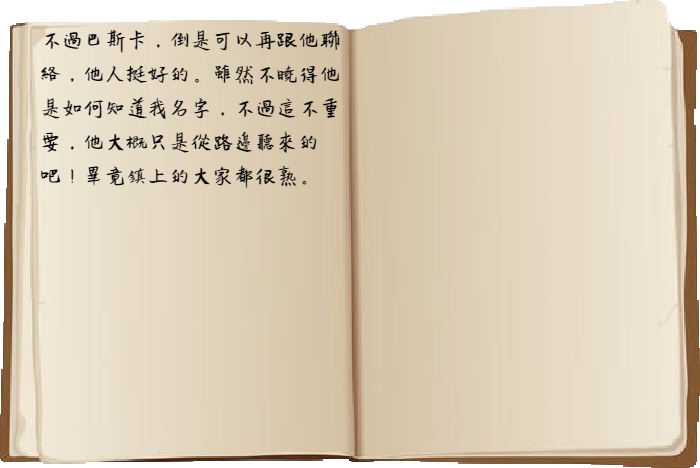 不過巴斯卡，倒是可以再跟他聯
絡，他人挺好的。雖然不曉得他
是如何知道我名字，不過這不重
要，他大概只是從路邊聽來的
吧！畢竟鎮上的大家都很熟。